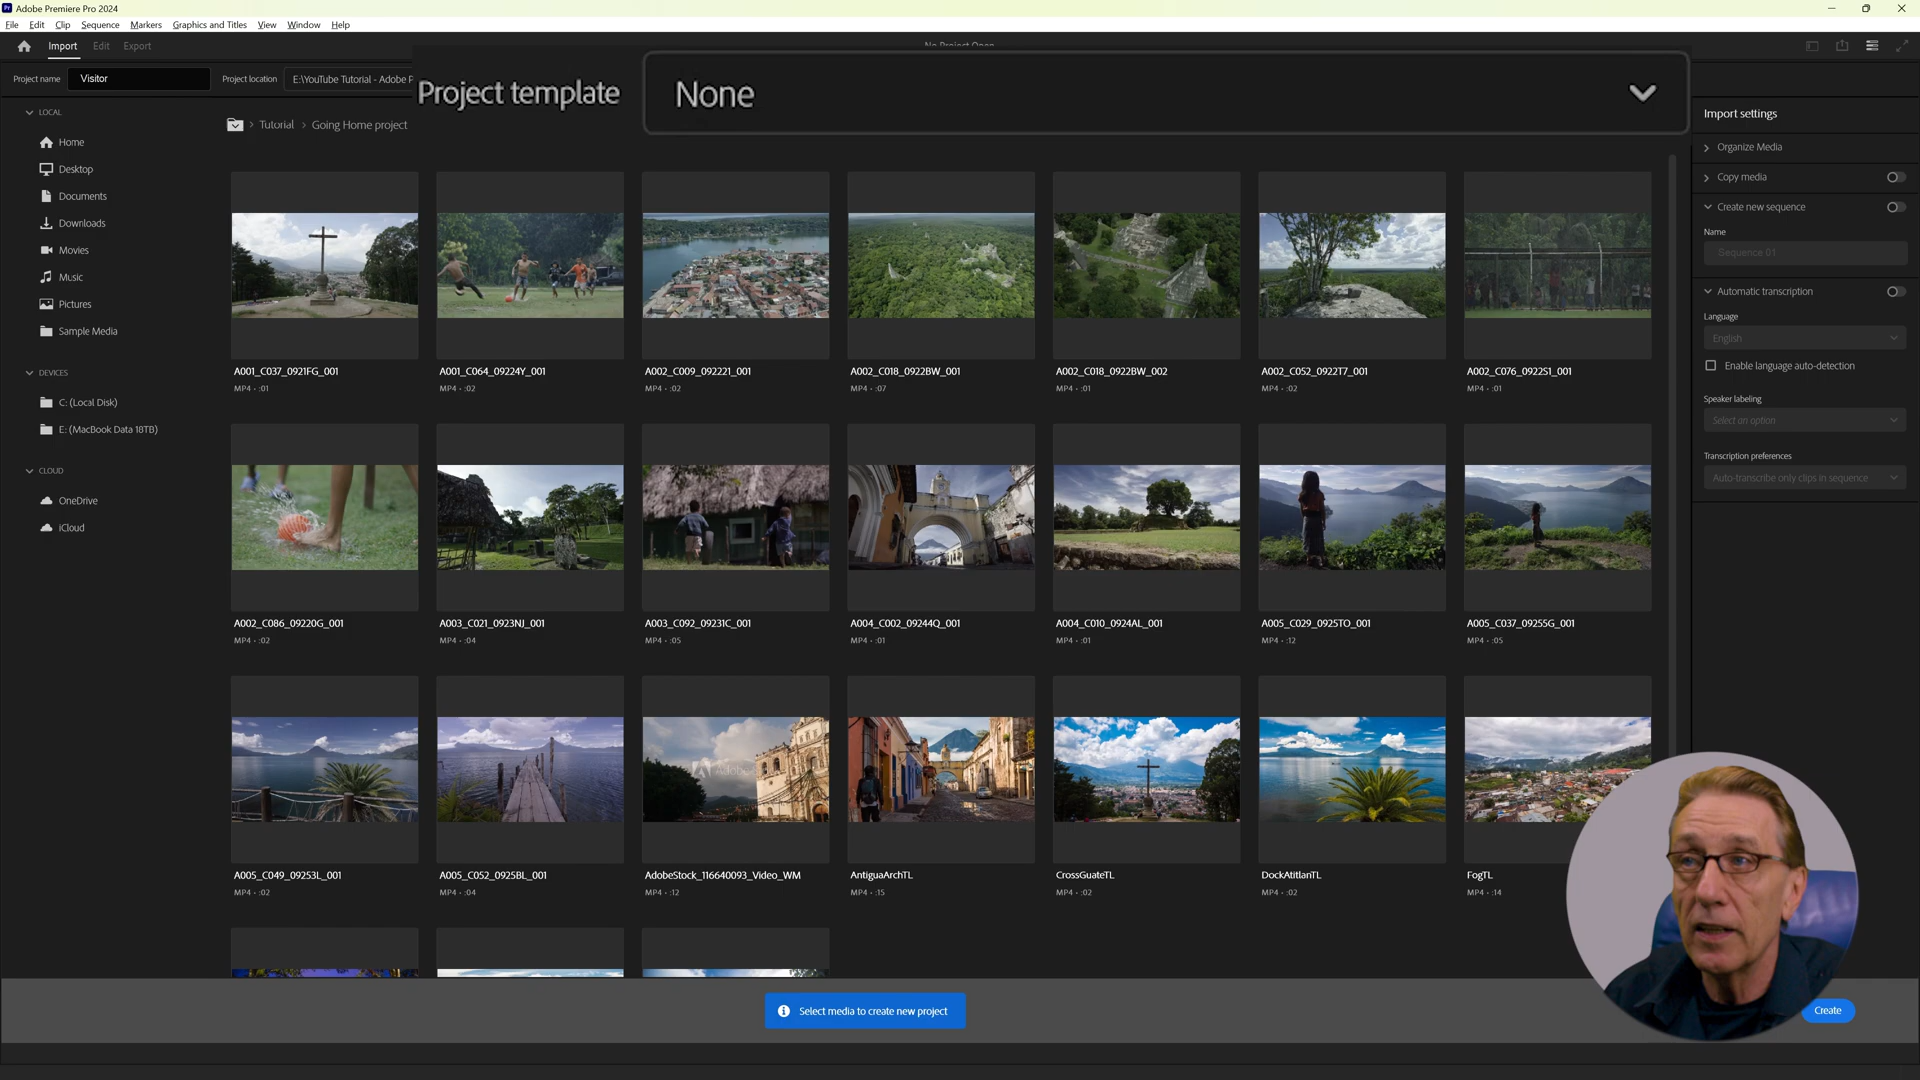 Adobe Premiere Pro 2024
File Edit Clip Sequence Markers Graphics and Titles View Window Help
Import Edit Export
No Project Open
Project name Visitor Project location E:\YouTube Tutorial - Adobe P
Project template None
Tutorial > Going Home project
LOCAL
Home
Desktop
Documents
Downloads
Movies
Music
Pictures
Sample Media
DEVICES
C: (Local Disk)
E: (MacBook Data 18TB)
CLOUD
OneDrive
iCloud
A001_C037_0921FG_001 A001_C064_09224Y_001 A002_C009_092221_001 A002_C018_0922BW_001 A002_C018_0922BW_002 A002_C052_0922T7_001 A002_C076_0922S1_001
MP4 • :01 MP4 • :02 MP4 • :02 MP4 • :07 MP4 • :01 MP4 • :02 MP4 • :01
A002_C086_09220G_001 A003_C021_0923NJ_001 A003_C092_09231C_001 A004_C002_09244Q_001 A004_C010_0924AL_001 A005_C029_0925TO_001 A005_C037_09255G_001
MP4 • :02 MP4 • :04 MP4 • :05 MP4 • :01 MP4 • :01 MP4 • :12 MP4 • :05
A005_C049_09253L_001 A005_C052_0925BL_001 AdobeStock_116640093_Video_WM AntiguaArchTL CrossGuateTL DockAtitlanTL FogTL
MP4 • :02 MP4 • :04 MP4 • :12 MP4 • :15 MP4 • :02 MP4 • :02 MP4 • :14
Import settings
Organize Media
Copy media
Create new sequence
Name
Sequence 01
Automatic transcription
Language
English
Enable language auto-detection
Speaker labeling
Select an option
Transcription preferences
Auto-transcribe only clips in sequence
Select media to create new project
Create